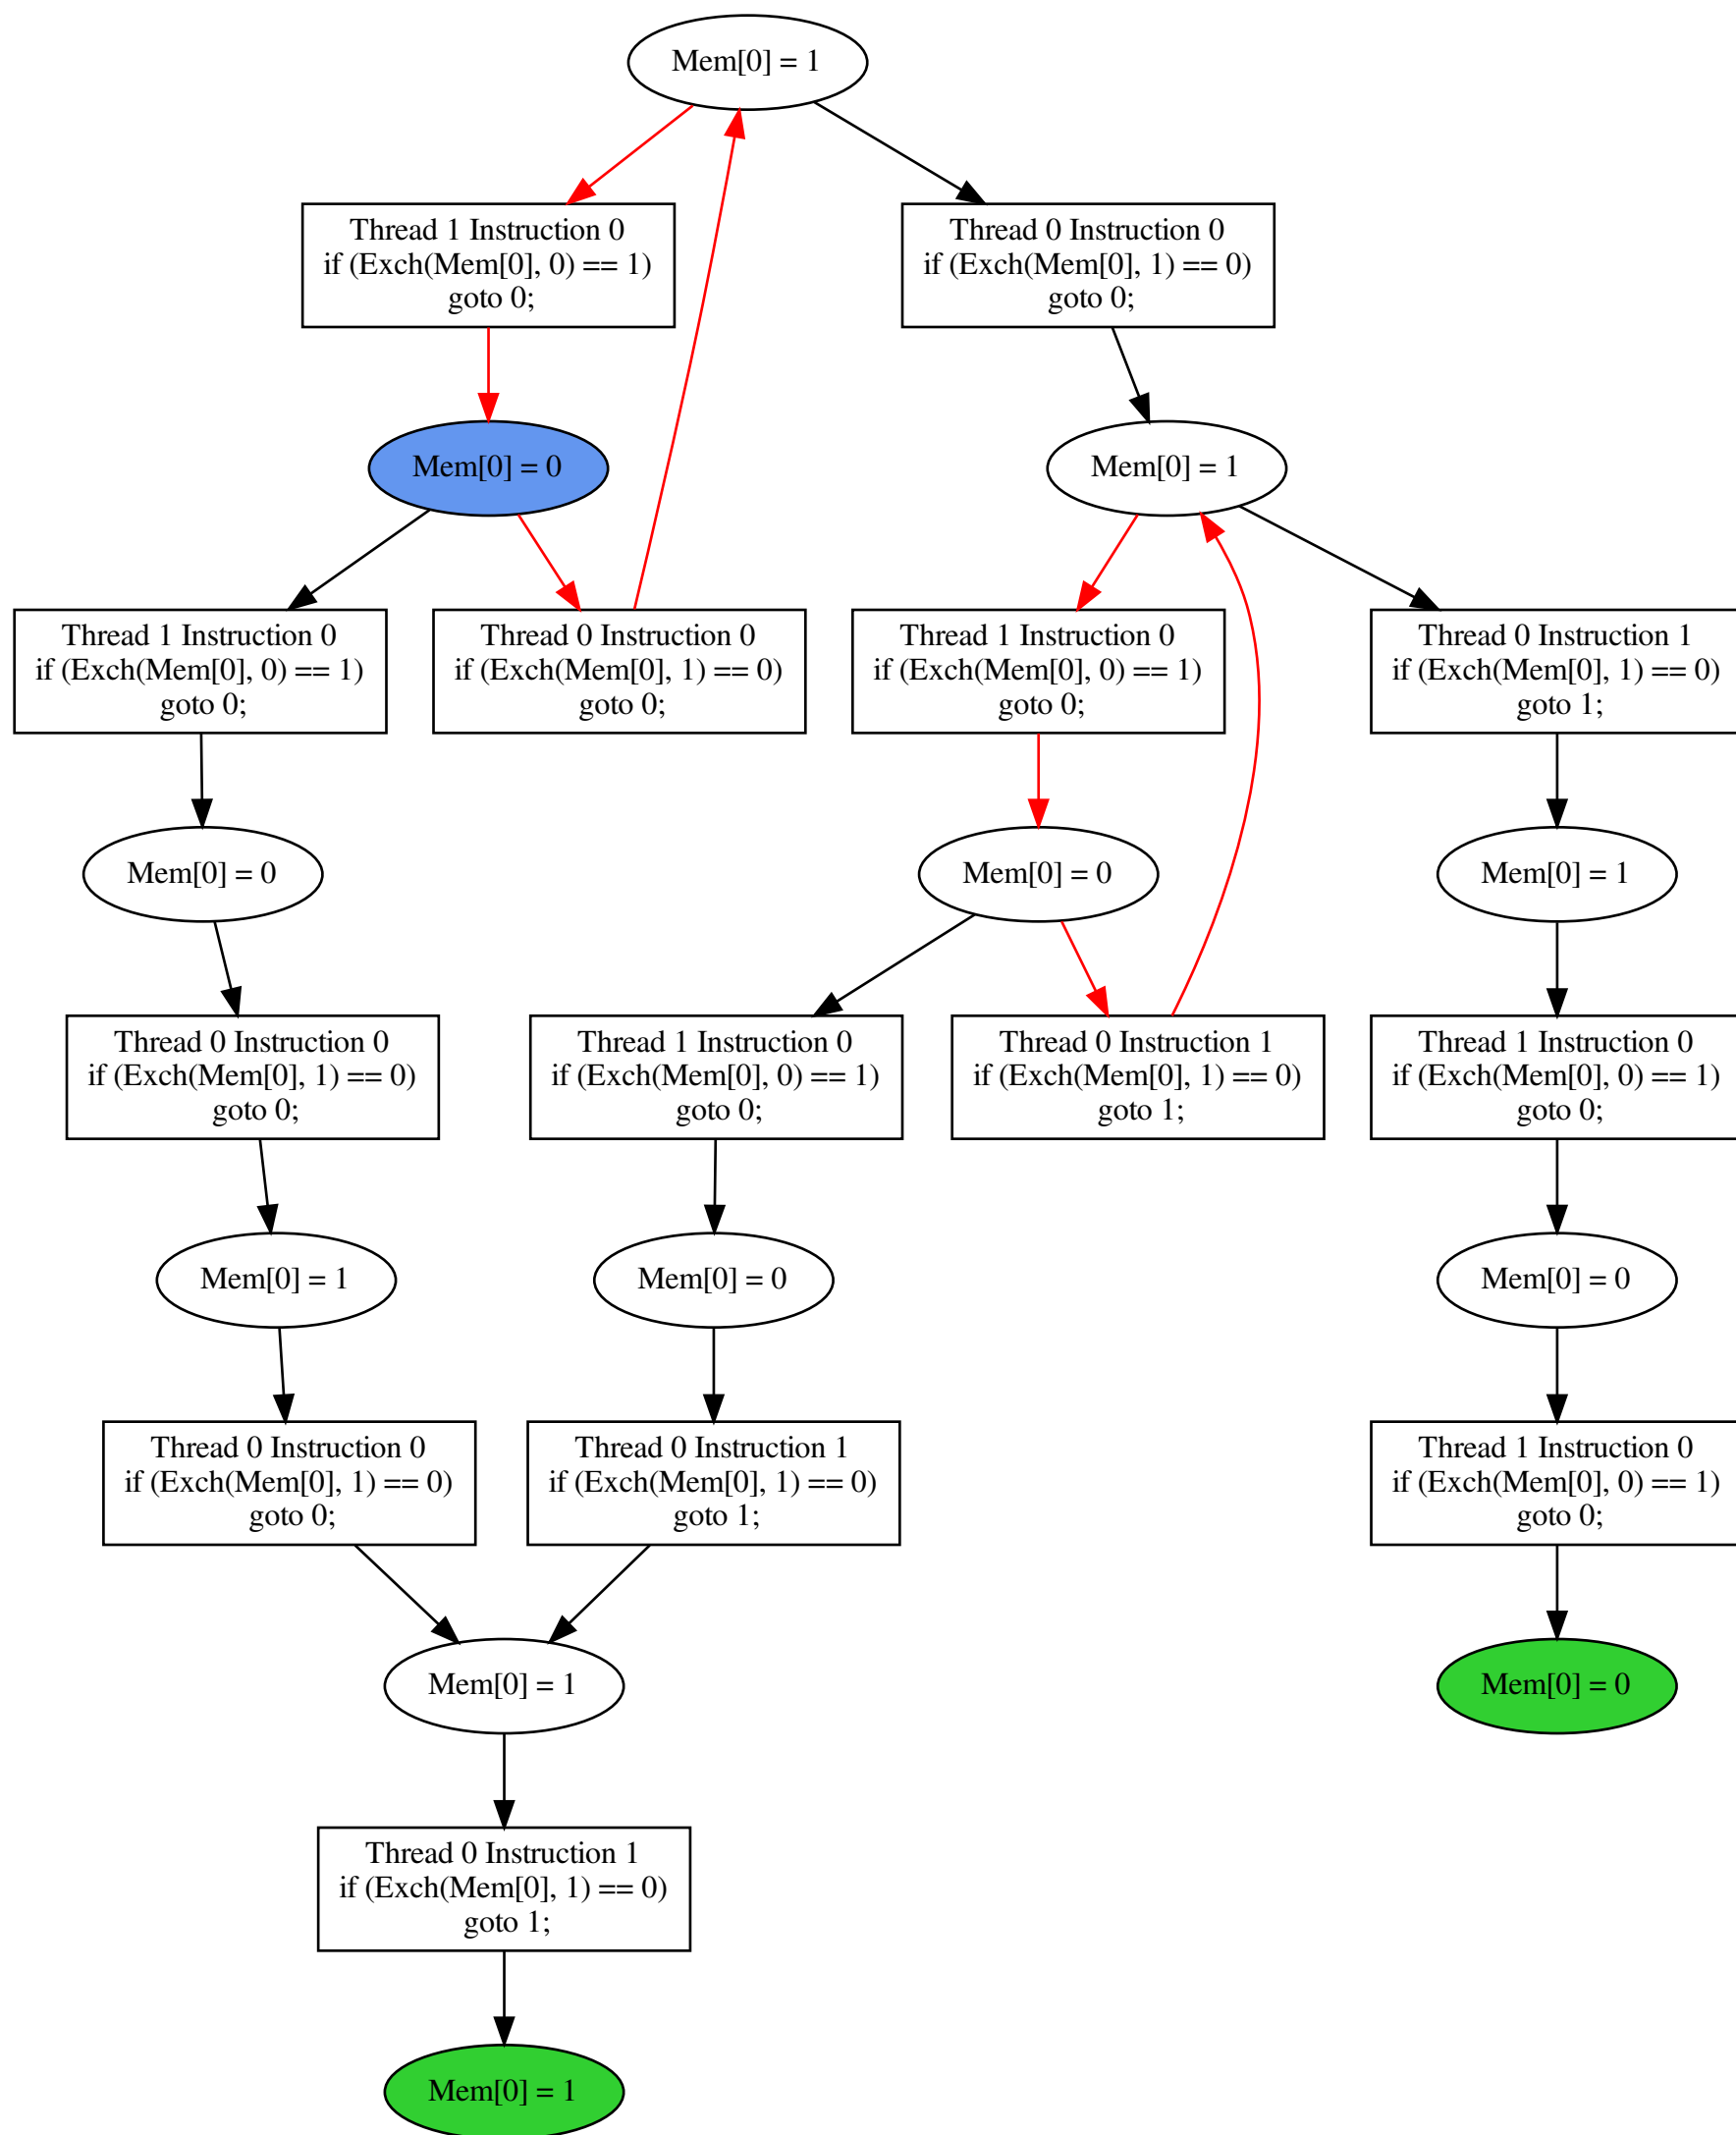 Mem[0] = 1
Thread 1 Instruction 0
if (Exch(Mem[0], 0) == 1)
goto 0;
Thread 0 Instruction 0
if (Exch(Mem[0], 1) == 0)
goto 0;
Mem[0] = 0
Mem[0] = 1
Thread 1 Instruction 0
if (Exch(Mem[0], 0) == 1)
goto 0;
Thread 0 Instruction 0
if (Exch(Mem[0], 1) == 0)
goto 0;
Thread 1 Instruction 0
if (Exch(Mem[0], 0) == 1)
goto 0;
Thread 0 Instruction 1
if (Exch(Mem[0], 1) == 0)
goto 1;
Mem[0] = 0
Mem[0] = 0
Mem[0] = 1
Thread 0 Instruction 0
if (Exch(Mem[0], 1) == 0)
goto 0;
Thread 1 Instruction 0
if (Exch(Mem[0], 0) == 1)
goto 0;
Thread 0 Instruction 1
if (Exch(Mem[0], 1) == 0)
goto 1;
Thread 1 Instruction 0
if (Exch(Mem[0], 0) == 1)
goto 0;
Mem[0] = 1
Mem[0] = 0
Mem[0] = 0
Thread 0 Instruction 0
if (Exch(Mem[0], 1) == 0)
goto 0;
Thread 0 Instruction 1
if (Exch(Mem[0], 1) == 0)
goto 1;
Thread 1 Instruction 0
if (Exch(Mem[0], 0) == 1)
goto 0;
Mem[0] = 1
Mem[0] = 0
Thread 0 Instruction 1
if (Exch(Mem[0], 1) == 0)
goto 1;
Mem[0] = 1